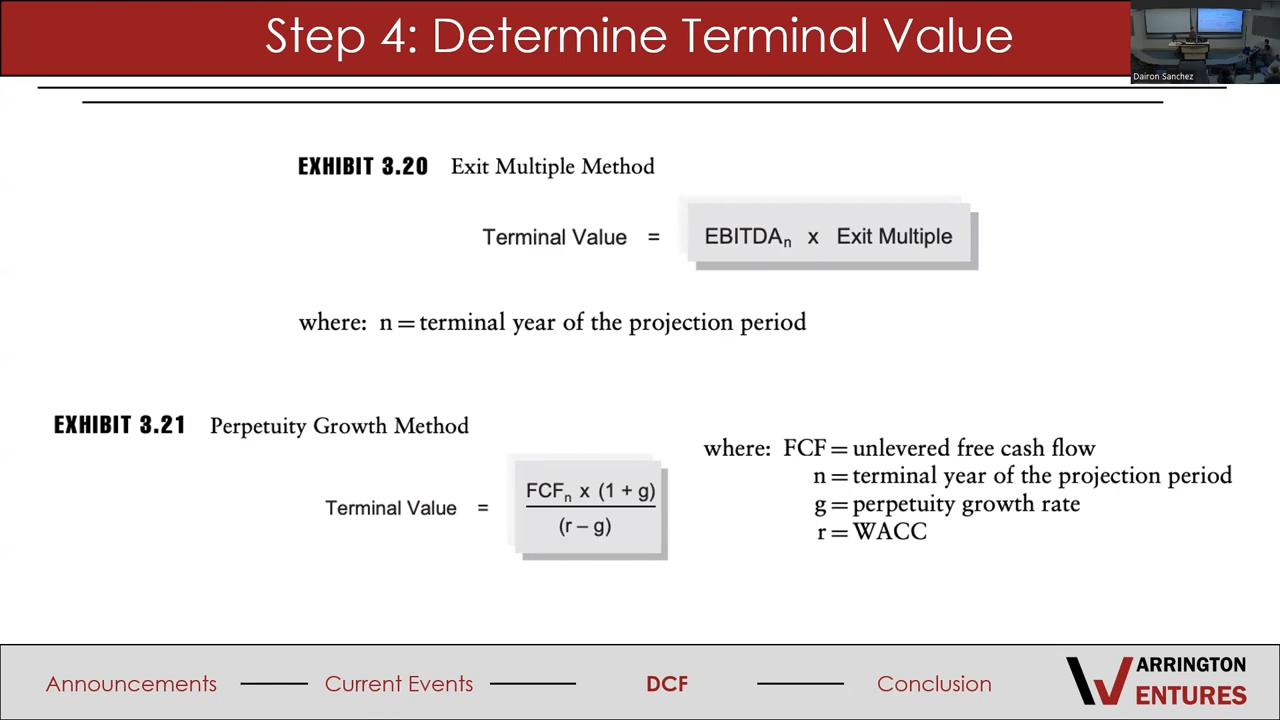 Step 4: Determine Terminal Value
Dairon Sanchez
EXHIBIT 3.20 Exit Multiple Method
Terminal Value = EBITDAn x Exit Multiple
where: n = terminal year of the projection period
EXHIBIT 3.21 Perpetuity Growth Method
Terminal Value = FCFn x (1 + g)
(r – g)
where: FCF = unlevered free cash flow
n = terminal year of the projection period
g = perpetuity growth rate
r = WACC
Announcements Current Events DCF Conclusion
WARRINGTON
VENTURES